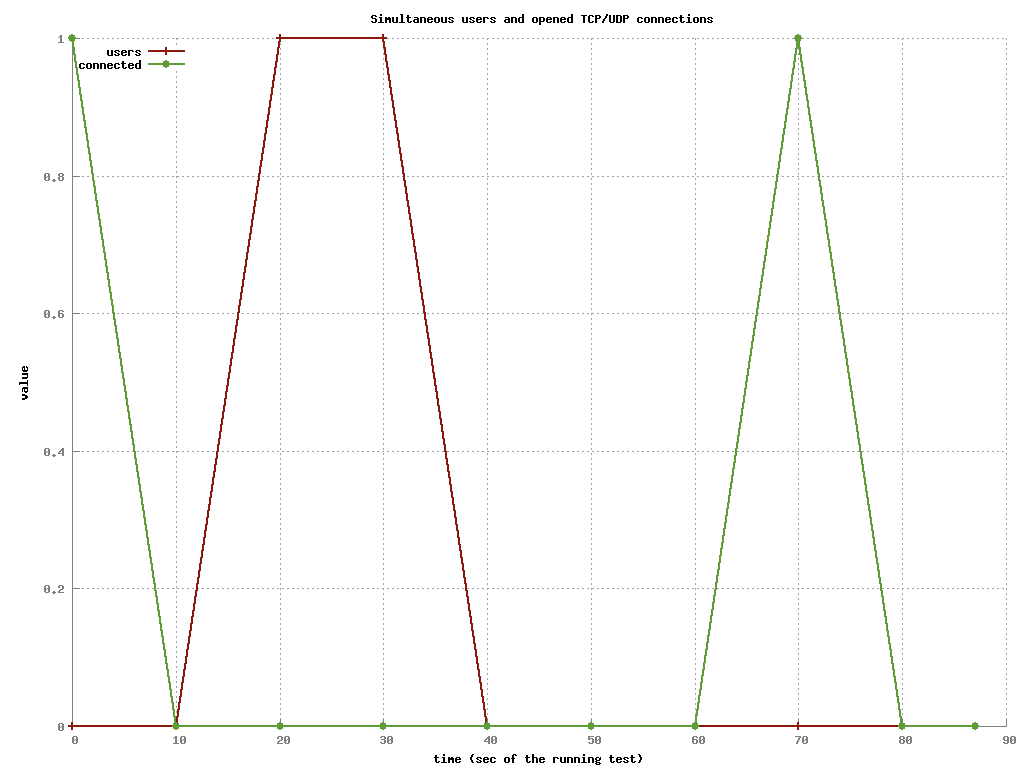 Simultaneous users and opened TCP/UDP connections
users
connected
1
0.8
0.6
0.4
0.2
0
value
0 10 20 30 40 50 60 70 80 90
time (sec of the running test)